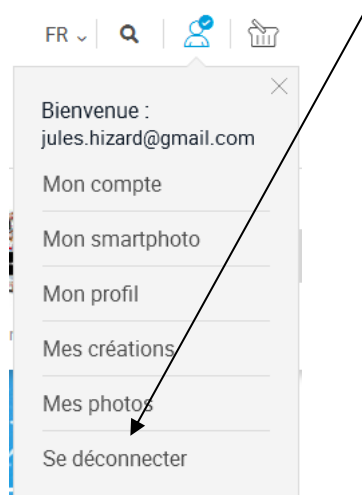 FR
Bienvenue :
jules.hizard@gmail.com
Mon compte
Mon smartphoto
Mon profil
Mes créations
Mes photos
Se déconnecter